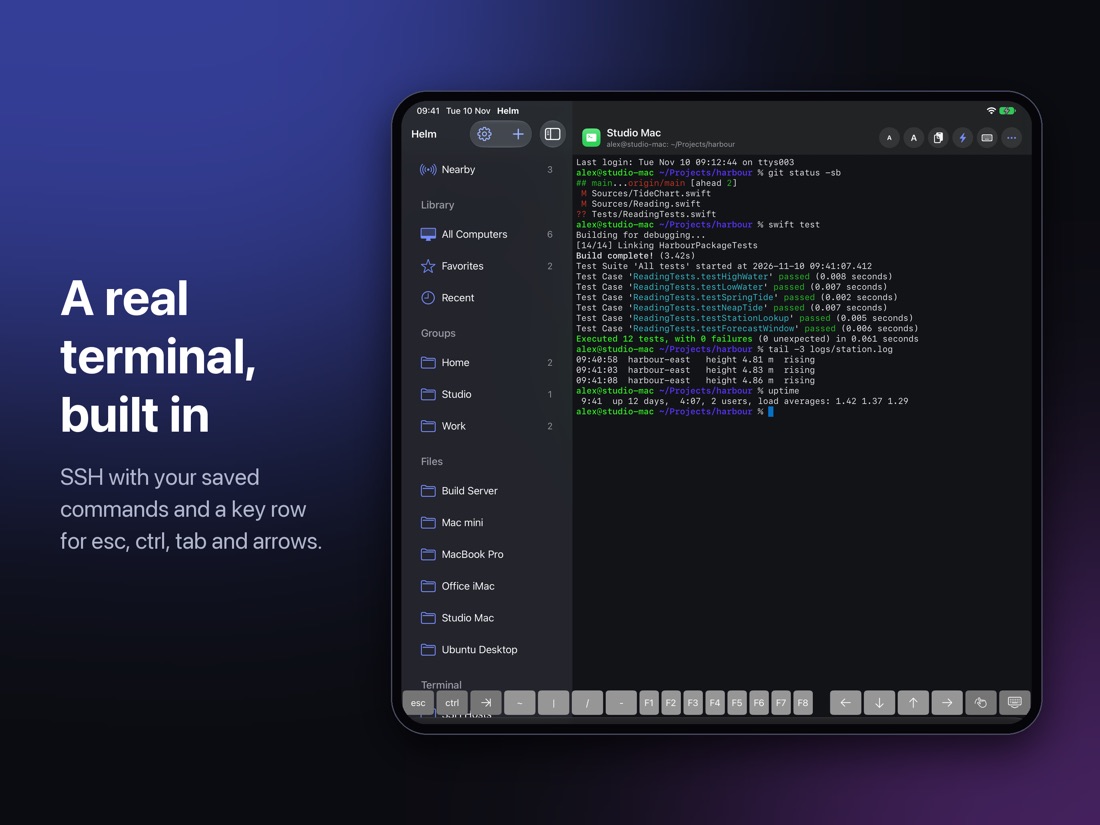 A real
terminal,
built in
SSH with your saved
commands and a key row
for esc, ctrl, tab and arrows.
09:41 Tue 10 Nov Helm
Helm
Nearby 3
Library
All Computers 6
Favorites 2
Recent
Groups
Home 2
Studio 1
Work 2
Files
Build Server
Mac mini
MacBook Pro
Office iMac
Studio Mac
Ubuntu Desktop
Terminal
SSH Hosts
Studio Mac
alex@studio-mac: ~/Projects/harbour
A A
Last login: Tue Nov 10 09:12:44 on ttys003
alex@studio-mac ~/Projects/harbour % git status -sb
## main...origin/main [ahead 2]
M Sources/TideChart.swift
M Sources/Reading.swift
?? Tests/ReadingTests.swift
alex@studio-mac ~/Projects/harbour % swift test
Building for debugging...
[14/14] Linking HarbourPackageTests
Build complete! (3.42s)
Test Suite 'All tests' started at 2026-11-10 09:41:07.412
Test Case 'ReadingTests.testHighWater' passed (0.008 seconds)
Test Case 'ReadingTests.testLowWater' passed (0.007 seconds)
Test Case 'ReadingTests.testSpringTide' passed (0.002 seconds)
Test Case 'ReadingTests.testNeapTide' passed (0.007 seconds)
Test Case 'ReadingTests.testStationLookup' passed (0.005 seconds)
Test Case 'ReadingTests.testForecastWindow' passed (0.006 seconds)
Executed 12 tests, with 0 failures (0 unexpected) in 0.061 seconds
alex@studio-mac ~/Projects/harbour % tail -3 logs/station.log
09:40:58 harbour-east height 4.81 m rising
09:41:03 harbour-east height 4.83 m rising
09:41:08 harbour-east height 4.86 m rising
alex@studio-mac ~/Projects/harbour % uptime
9:41 up 12 days, 4:07, 2 users, load averages: 1.42 1.37 1.29
alex@studio-mac ~/Projects/harbour %
esc ctrl ~ | / - F1 F2 F3 F4 F5 F6 F7 F8 ← ↓ ↑ →